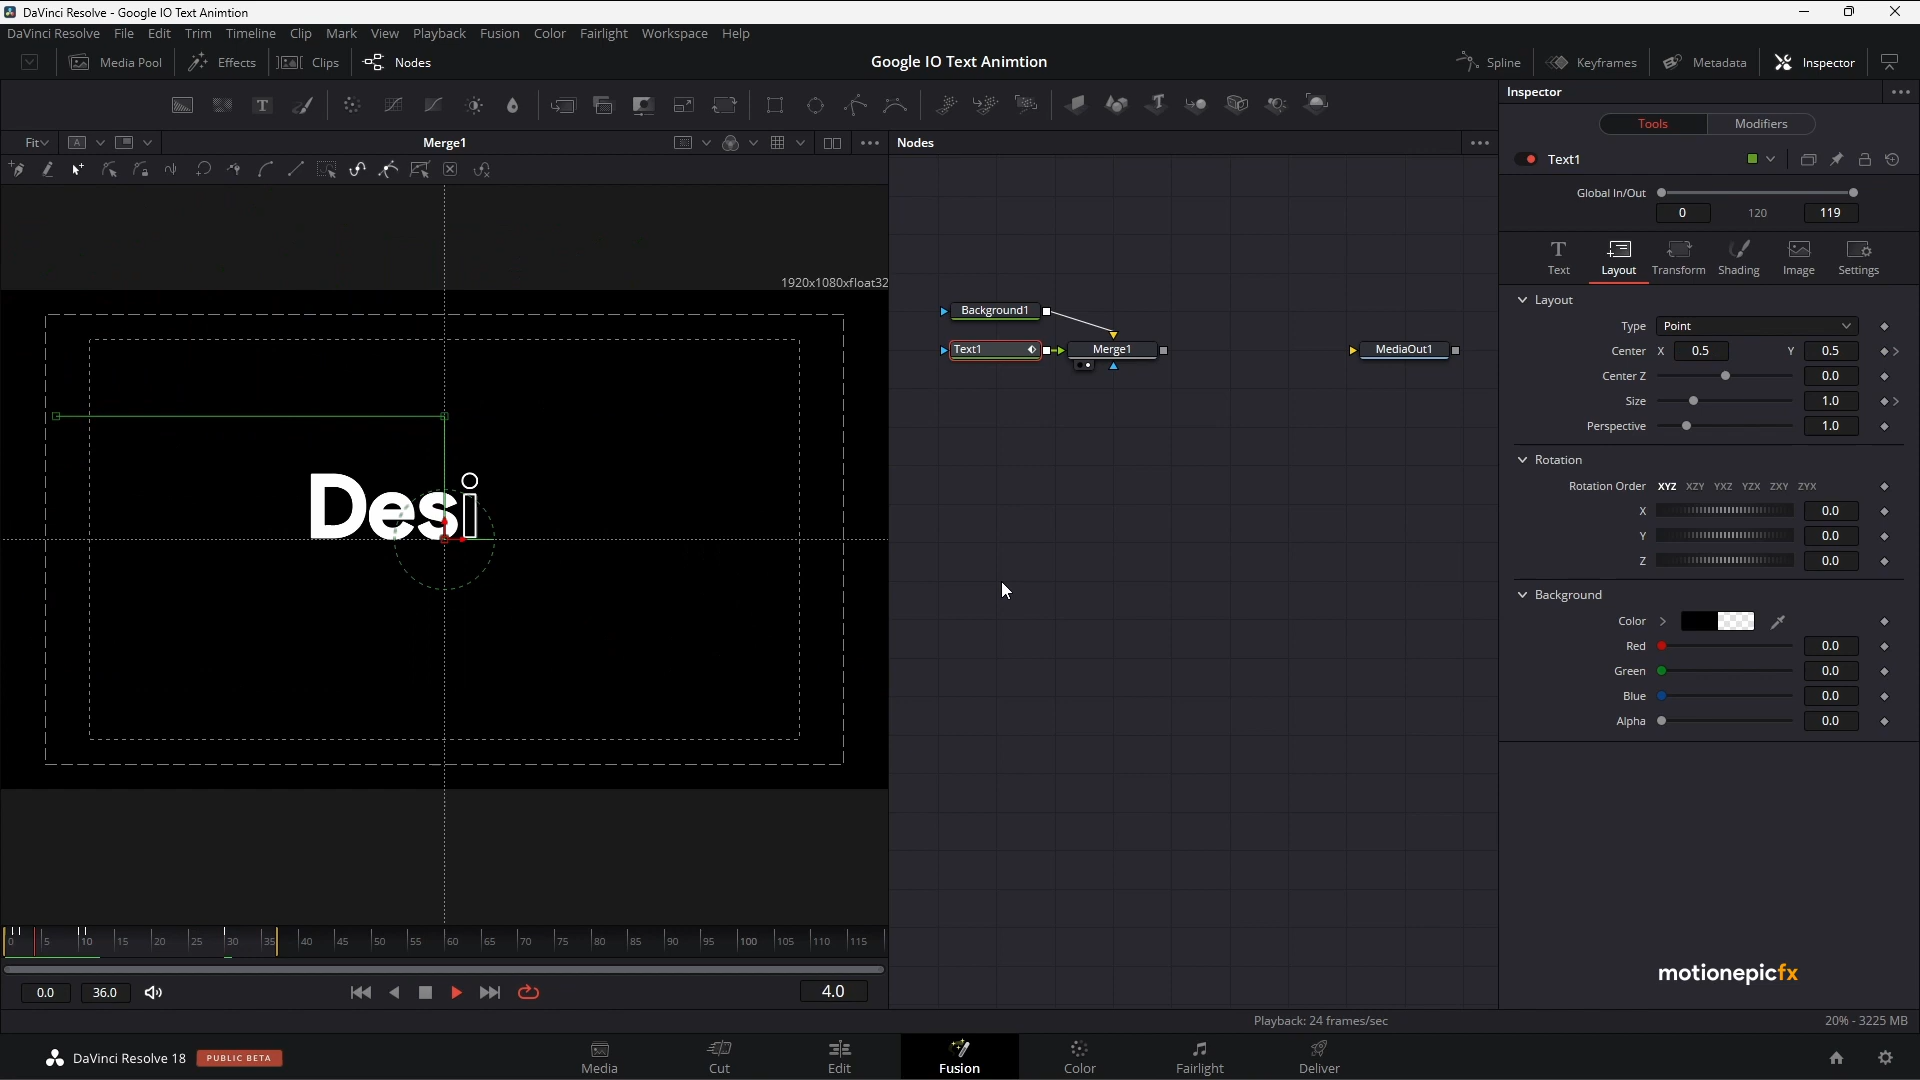 DaVinci Resolve - Google IO Text Animtion
DaVinci Resolve File Edit Trim Timeline Clip Mark View Playback Fusion Color Fairlight Workspace Help
Media Pool Effects Clips Nodes Google IO Text Animtion Spline Keyframes Metadata Inspector
Inspector
Tools Modifiers
Fit Merge1 Nodes
Text1
Global In/Out
0 120 119
Text Layout Transform Shading Image Settings
1920x1080xfloat32
Layout
Type Point
Center X 0.5 Y 0.5
Center Z 0.0
Size 1.0
Perspective 1.0
Background1
Text1 Merge1 MediaOut1
Rotation
Rotation Order XYZ XZY YXZ YZX ZXY ZYX
X 0.0
Y 0.0
Z 0.0
Desi
Background
Color
Red 0.0
Green 0.0
Blue 0.0
Alpha 0.0
0 5 10 15 20 25 30 35 40 45 50 55 60 65 70 75 80 85 90 95 100 105 110 115
motionepicfx
0.0 36.0 4.0
Playback: 24 frames/sec 20% - 3225 MB
DaVinci Resolve 18 PUBLIC BETA
Media Cut Edit Fusion Color Fairlight Deliver